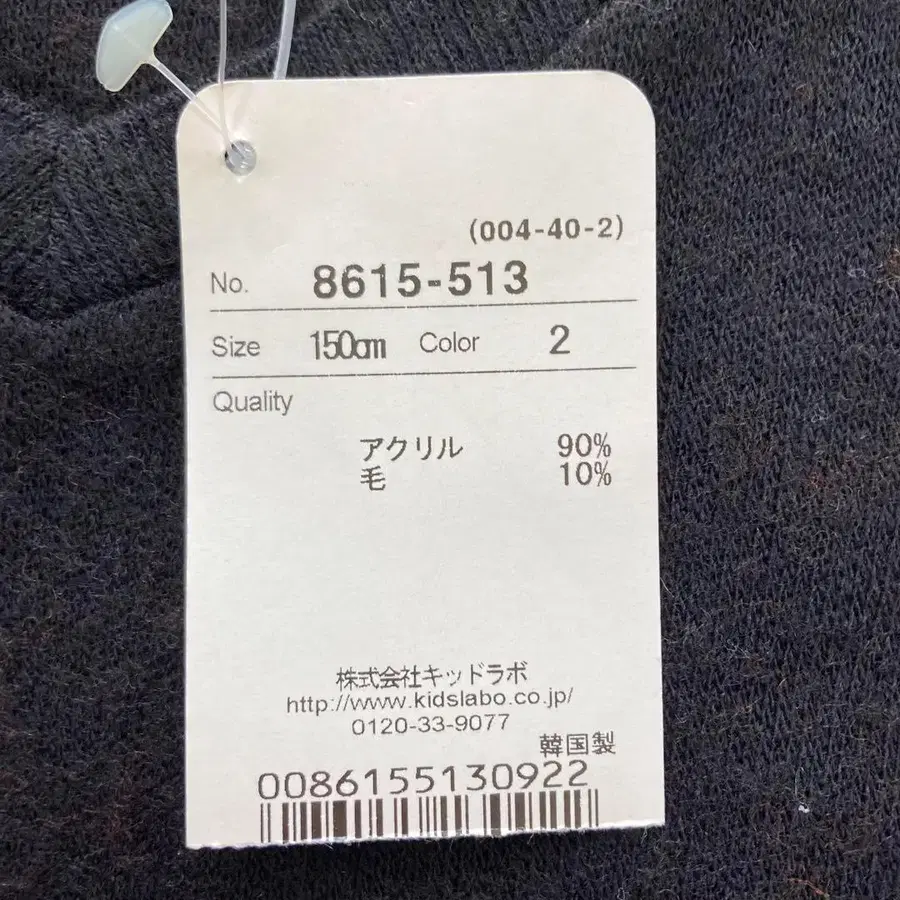 (004-40-2)
No. 8615-513
Size 150cm Color 2
Quality
アクリル 90%
毛 10%
株式会社キッドラボ
http://www.kidslabo.co.jp/
0120-33-9077
韓国製
0086155130922